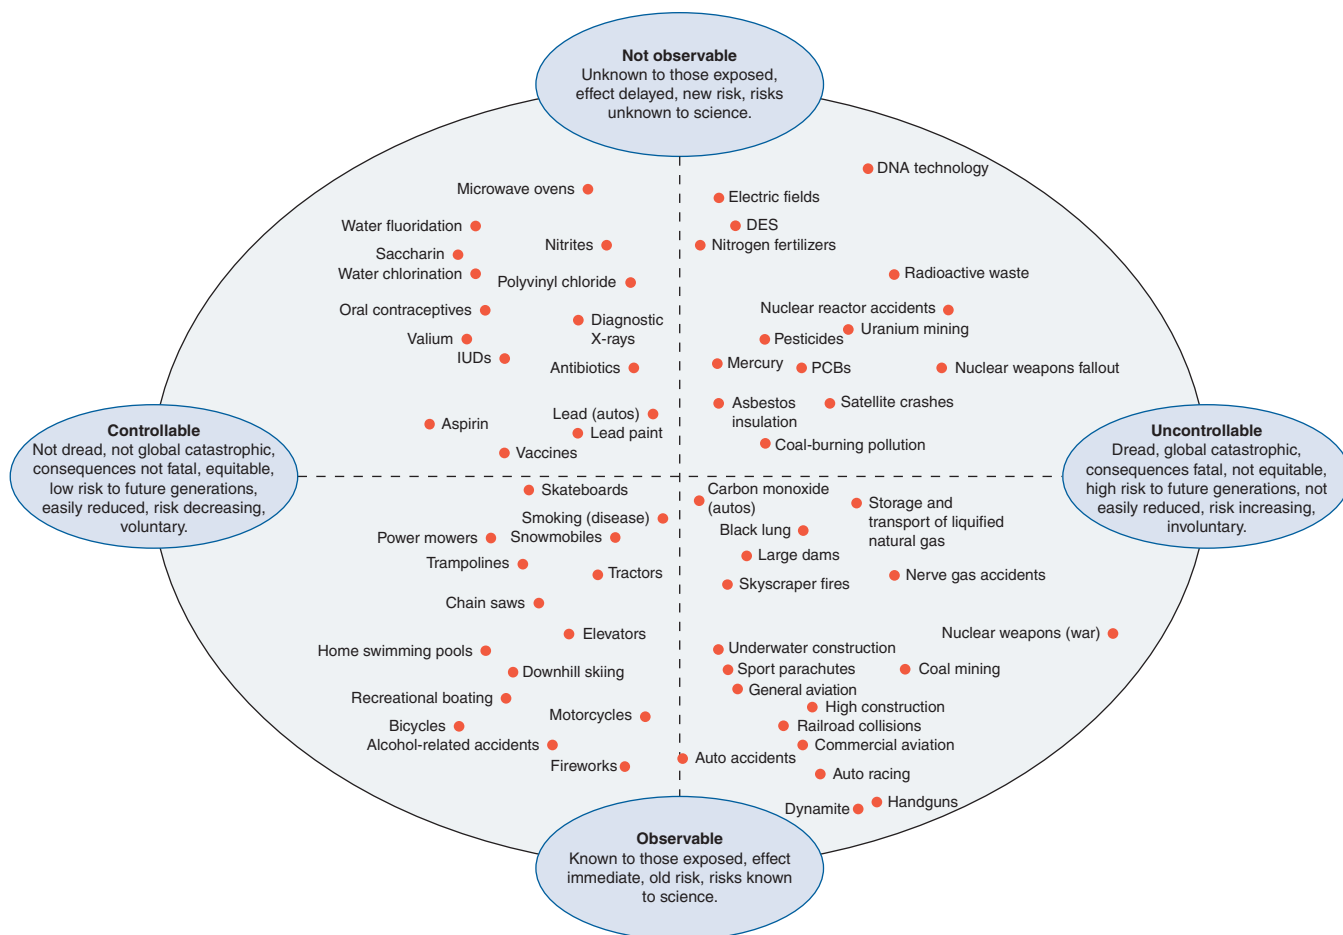 Not observable
Unknown to those exposed,
effect delayed, new risk, risks
unknown to science.
DNA technology
Microwave ovens
Electric fields
Water fluoridation
DES
Nitrites
Nitrogen fertilizers
Saccharin
Water chlorination
Radioactive waste
Polyvinyl chloride
Oral contraceptives
Nuclear reactor accidents
Diagnostic
X-rays
Uranium mining
Valium
Pesticides
IUDs
Antibiotics
Mercury
PCBs
Nuclear weapons fallout
Asbestos
insulation
Satellite crashes
Lead (autos)
Aspirin
Lead paint
Coal-burning pollution
Vaccines
Controllable
Not dread, not global catastrophic,
consequences not fatal, equitable,
low risk to future generations,
easily reduced, risk decreasing,
voluntary.
Uncontrollable
Dread, global catastrophic,
consequences fatal, not equitable,
high risk to future generations, not
easily reduced, risk increasing,
involuntary.
Skateboards
Carbon monoxide
(autos)
Storage and
transport of liquified
natural gas
Smoking (disease)
Black lung
Power mowers
Snowmobiles
Large dams
Trampolines
Tractors
Skyscraper fires
Nerve gas accidents
Chain saws
Elevators
Nuclear weapons (war)
Home swimming pools
Underwater construction
Downhill skiing
Sport parachutes
Coal mining
General aviation
Recreational boating
High construction
Motorcycles
Bicycles
Railroad collisions
Alcohol-related accidents
Commercial aviation
Auto accidents
Fireworks
Auto racing
Handguns
Dynamite
Observable
Known to those exposed, effect
immediate, old risk, risks known
to science.